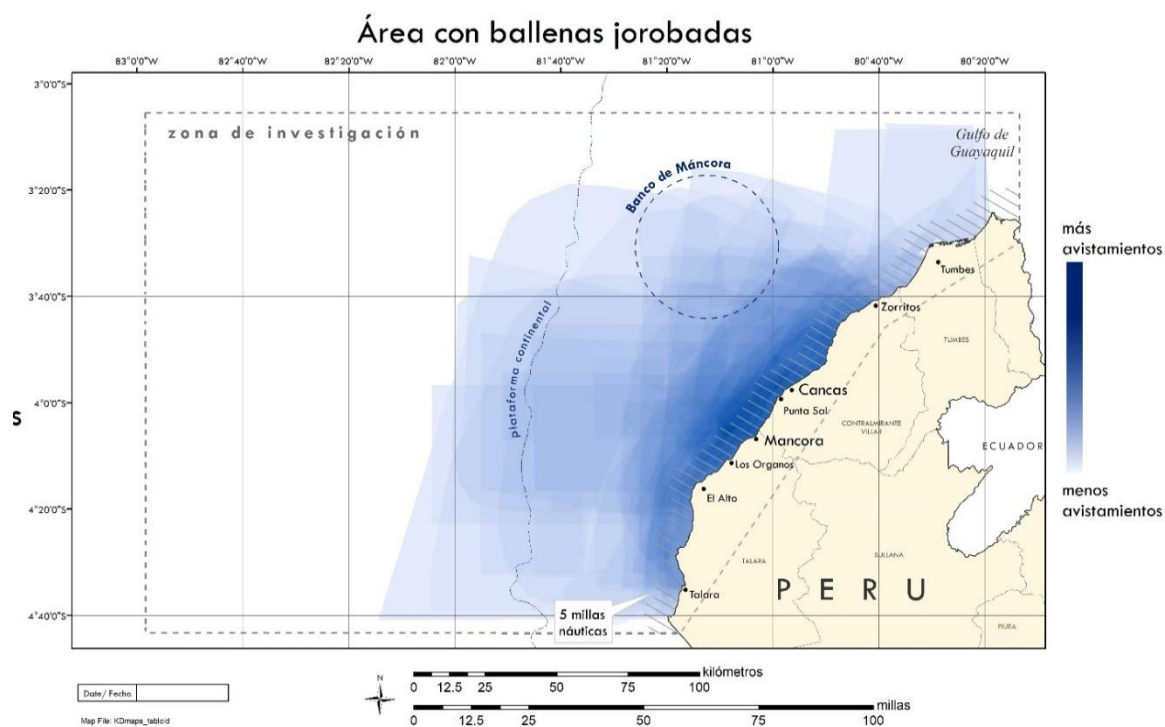 Área con ballenas jorobadas
83°0'0"W 82°40'0"W 82°20'0"W 82°0'0"W 81°40'0"W 81°20'0"W 81°0'0"W 80°40'0"W 80°20'0"W
3°0'0"S
zona de investigación
Gulfo de
Guayaquil
3°20'0"S
Banco de Máncora
más
avistamientos
Tumbes
3°40'0"S
Zorritos
TUMBES
plataforma continental
4°0'0"S
S
Cancas
Punta Sal
CONTRALMIRANTE
VILLAR
Mancora
ECUADOR
Los Organos
4°20'0"S
El Alto
menos
avistamientos
TALARA
SULLANA
PERU
Talara
4°40'0"S
5 millas
náuticas
PIURA
kilómetros
0 12.5 25 50 75 100
millas
0 12.5 25 50 75 100
N
Date / Fecha
Map File: KDmaps_tabloid